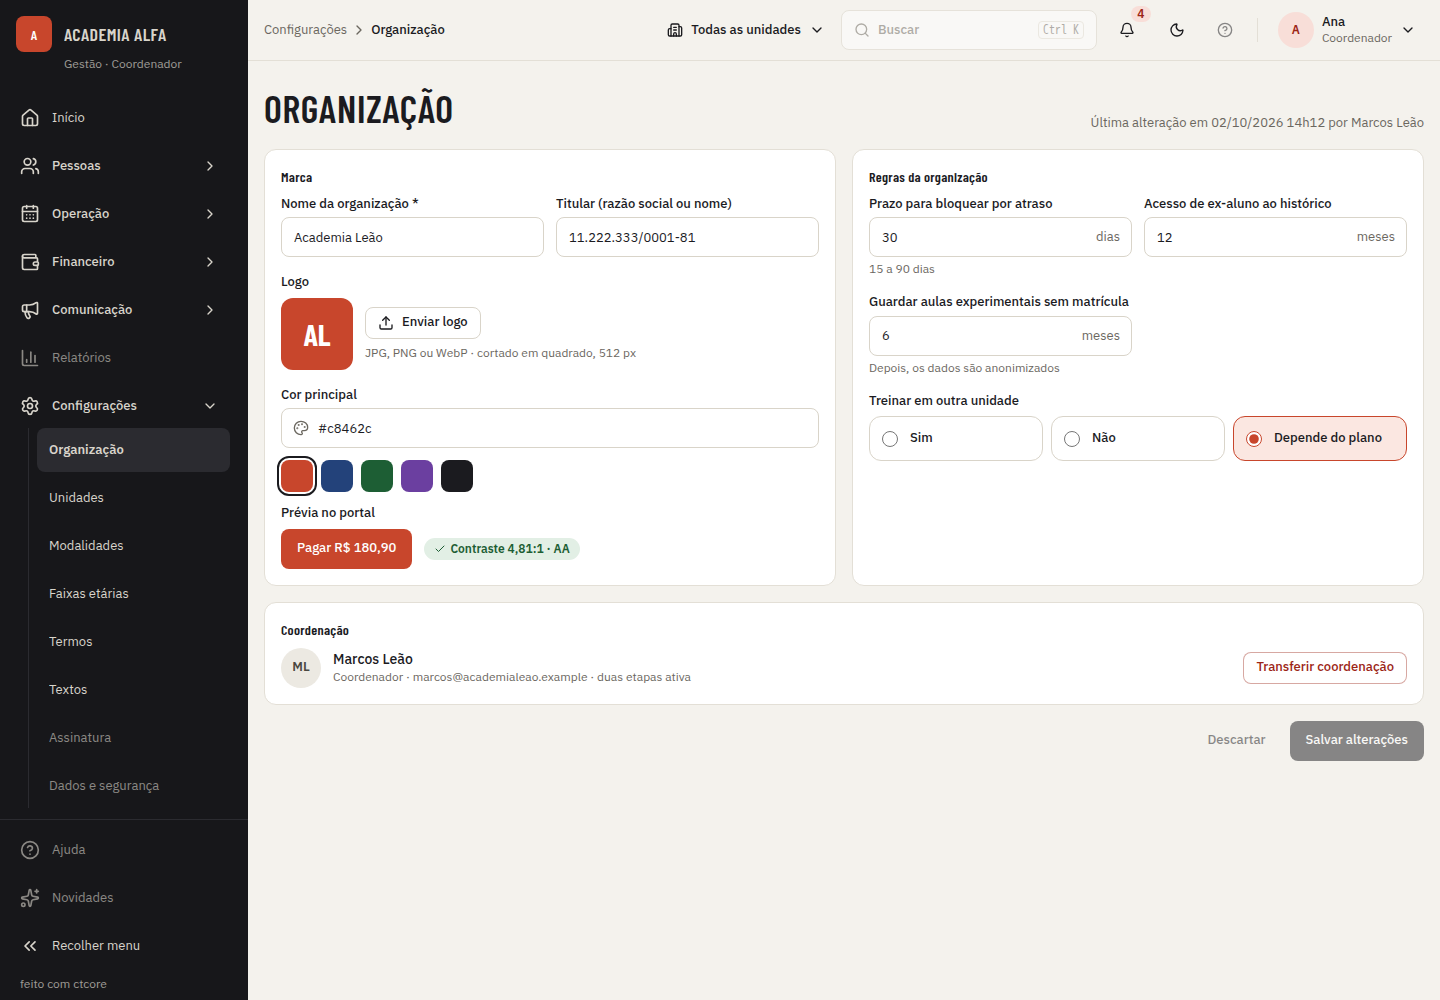 A
ACADEMIA ALFA
Gestão · Coordenador
Início
Pessoas
Operação
Financeiro
Comunicação
Relatórios
Configurações
Organização
Unidades
Modalidades
Faixas etárias
Termos
Textos
Assinatura
Dados e segurança
Ajuda
Novidades
Recolher menu
feito com ctcore
Configurações > Organização
Todas as unidades
Buscar
Ctrl K
4
A
Ana
Coordenador
ORGANIZAÇÃO
Última alteração em 02/10/2026 14h12 por Marcos Leão
Marca
Nome da organização *
Titular (razão social ou nome)
Academia Leão
11.222.333/0001-81
Logo
AL
Enviar logo
JPG, PNG ou WebP · cortado em quadrado, 512 px
Cor principal
#c8462c
Prévia no portal
Pagar R$ 180,90
Contraste 4,81:1 · AA
Regras da organização
Prazo para bloquear por atraso
Acesso de ex-aluno ao histórico
30 dias
12 meses
15 a 90 dias
Guardar aulas experimentais sem matrícula
6 meses
Depois, os dados são anonimizados
Treinar em outra unidade
Sim
Não
Depende do plano
Coordenação
ML
Marcos Leão
Coordenador · marcos@academialeao.example · duas etapas ativa
Transferir coordenação
Descartar
Salvar alterações